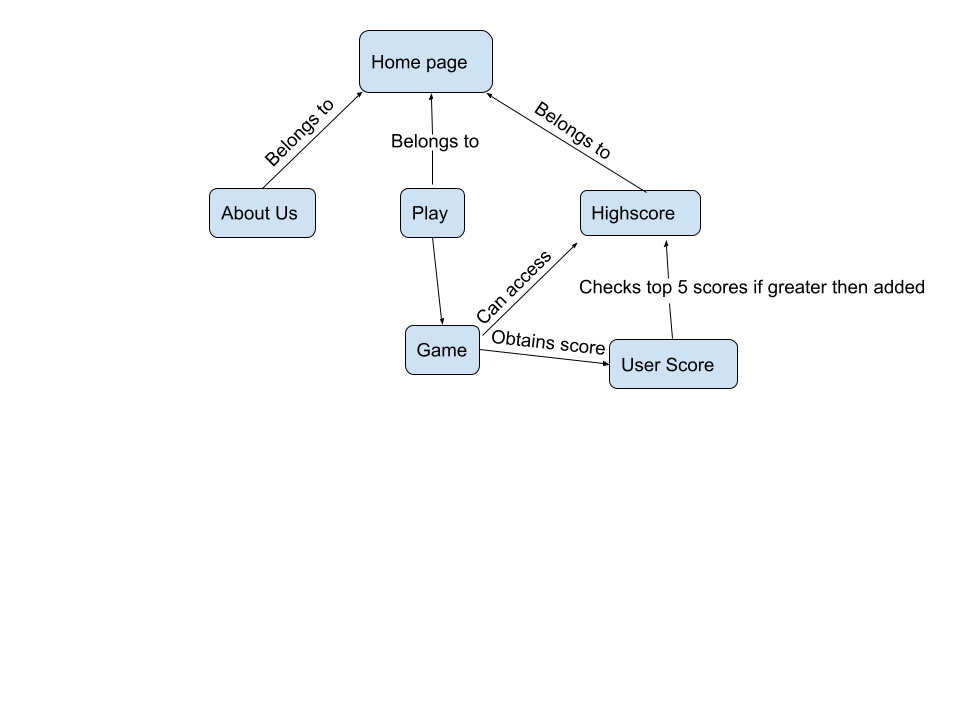 Home page
Belongs to
Belongs to
Belongs to
About Us
Play
Highscore
Can access
Checks top 5 scores if greater then added
Game
Obtains score
User Score